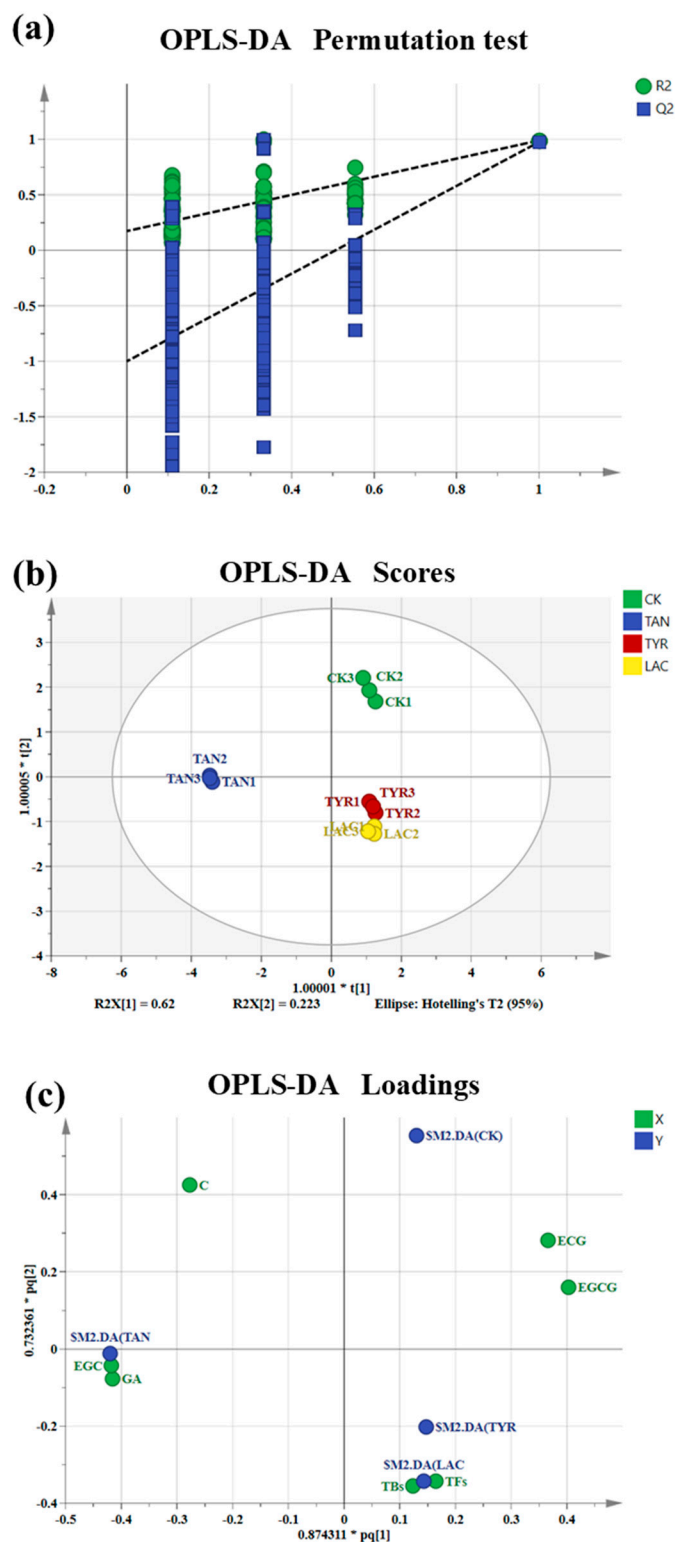 (a)
OPLS-DA Permutation test
R2
Q2
1
0.5
0
-0.5
-1
-1.5
-2
-0.2 0 0.2 0.4 0.6 0.8 1
(b)
OPLS-DA Scores
CK
TAN
TYR
LAC
3
2
1
0
-1
-2
-3
-4
1.00005 * t[2]
CK3 CK2
CK1
TAN2
TAN3 TAN1
TYR1 TYR3
TYR2
LAC1
LAC3 LAC2
-8 -6 -4 -2 0 2 4 6
1.00001 * t[1]
R2X[1] = 0.62 R2X[2] = 0.223 Ellipse: Hotelling's T2 (95%)
(c)
OPLS-DA Loadings
X
Y
0.4
0.2
0
-0.2
-0.4
0.732361 * pq[2]
$M2.DA(CK)
C
ECG
EGCG
$M2.DA(TAN
EGC
GA
$M2.DA(TYR
$M2.DA(LAC
TBs TFs
-0.5 -0.4 -0.3 -0.2 -0.1 0 0.1 0.2 0.3 0.4
0.874311 * pq[1]